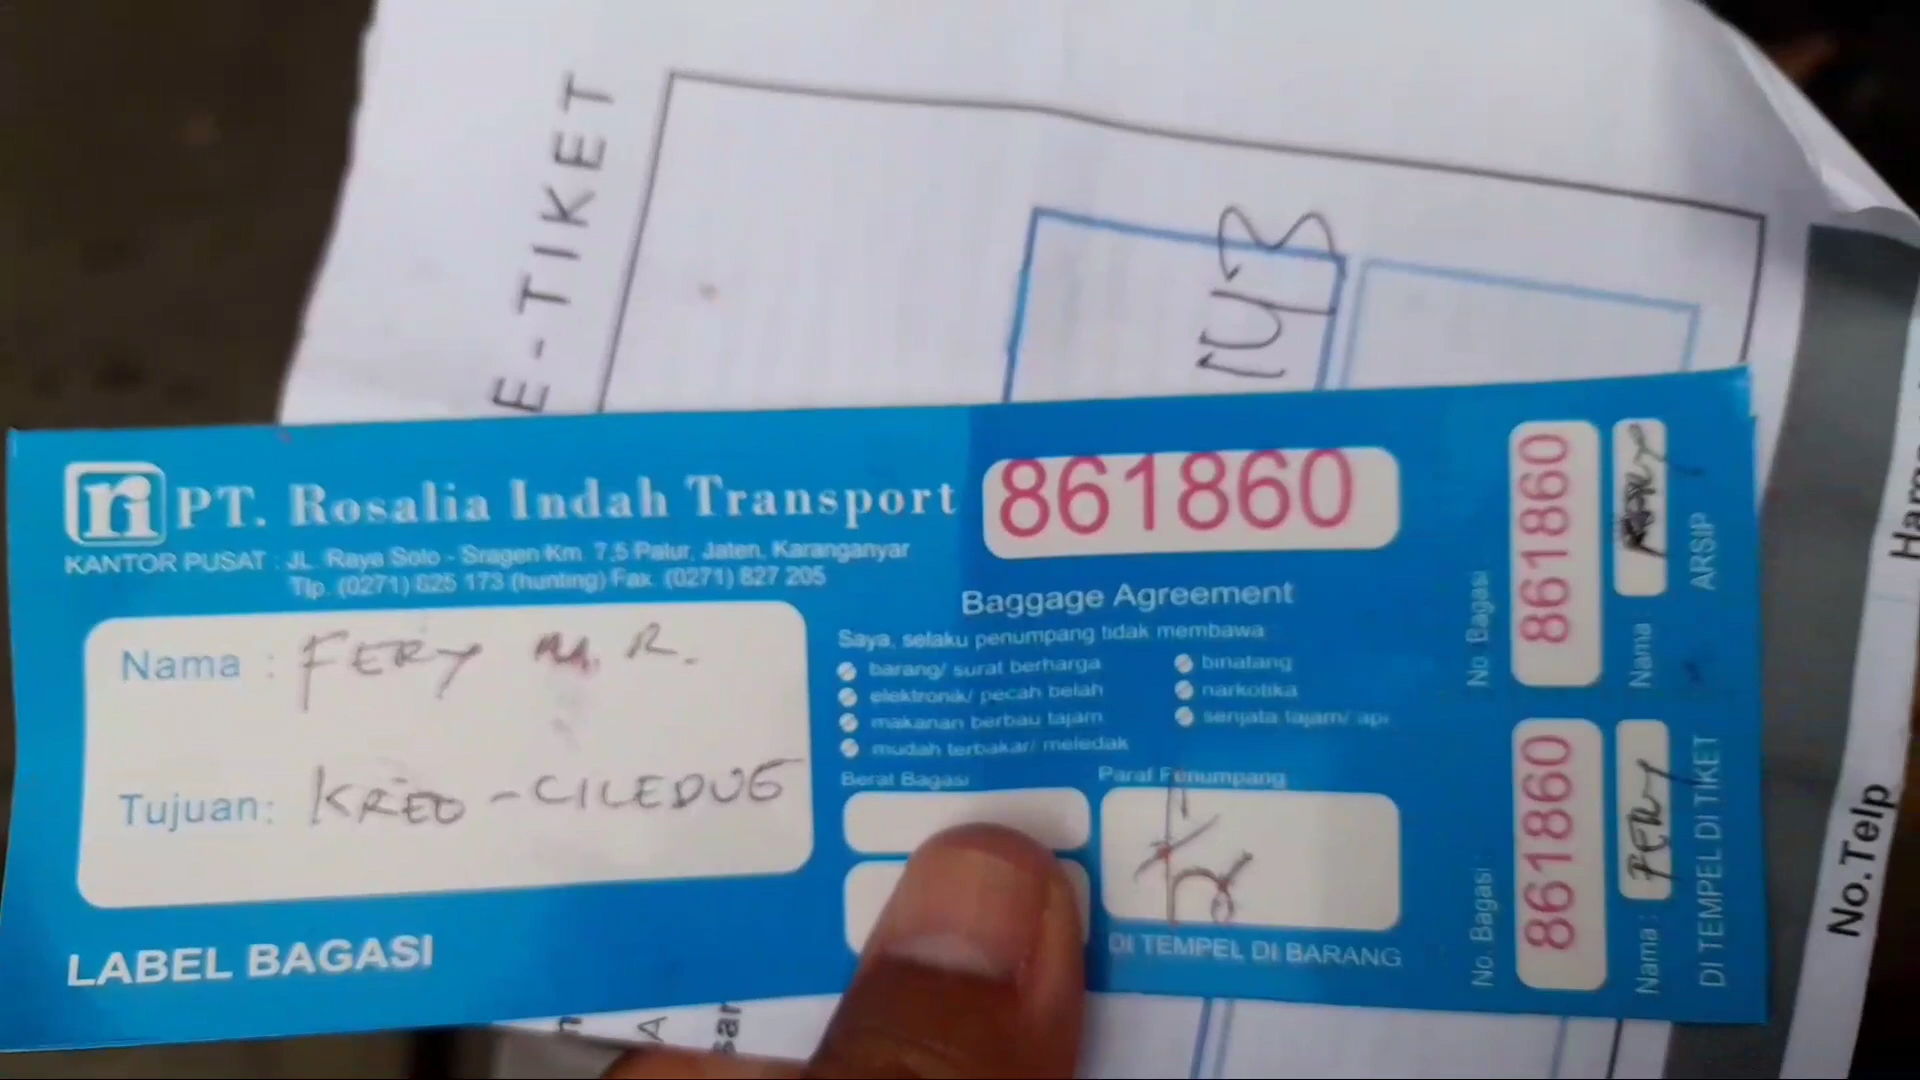 E-TIKET
ri PT. Rosalia Indah Transport
KANTOR PUSAT : JL. Raya Solo - Sragen Km. 7,5 Palur, Jaten, Karanganyar
Tlp. (0271) 825 173 (hunting) Fax. (0271) 827 205
861860
Nama : FERY M.R.
Tujuan: KREO - CILEDUG
LABEL BAGASI
Baggage Agreement
Saya, selaku penumpang tidak membawa
barang/ surat berharga
elektronik/ pecah belah
makanan berbau tajam
mudah terbakar/ meledak
binatang
narkotika
senjata tajam/ api
Berat Bagasi
Paraf Penumpang
DI TEMPEL DI BARANG
No Bagasi
861860
Nama
ARSIP
No. Bagasi :
861860
Nama : FERY
DI TEMPEL DI TIKET
No.Telp